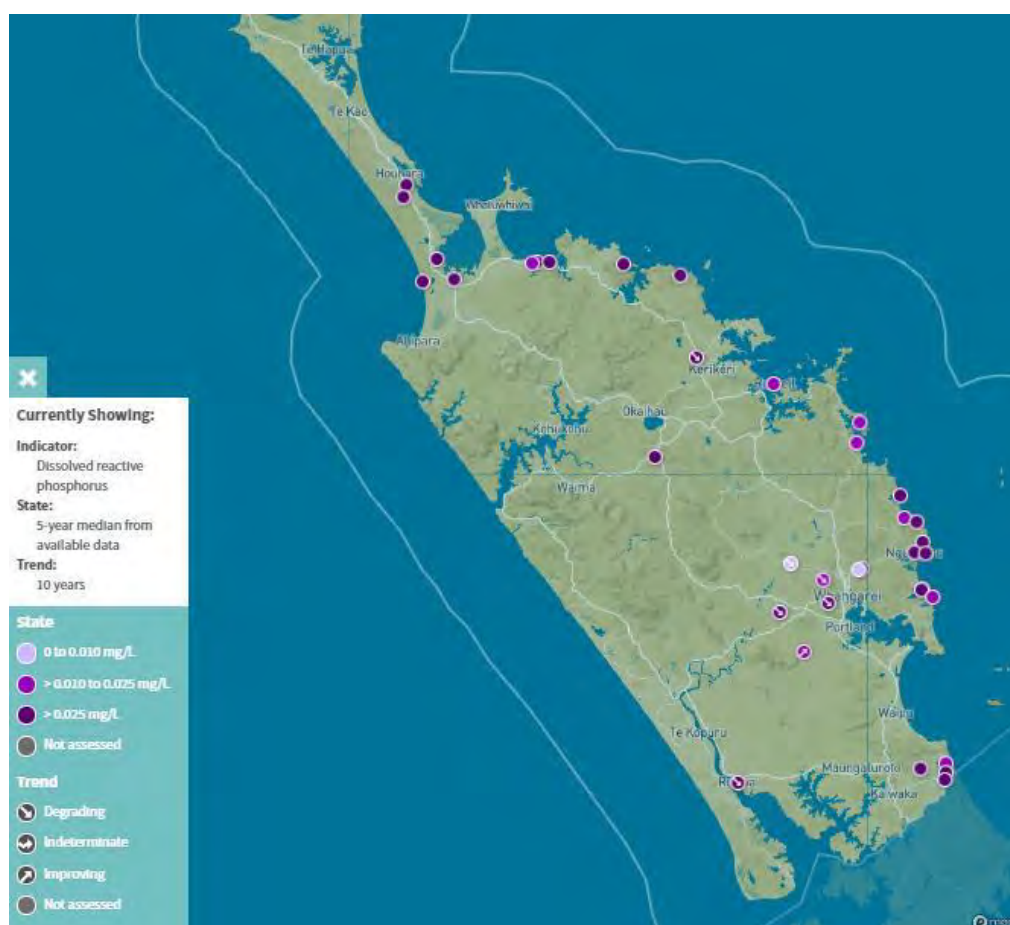 Te Hapua
Te Kao
Houhara
Whatuwhiwhi
Ahipara
Kerikeri
Okaihau
Kohukohu
Waima
Whangarei
Portland
Te Kopuru
Waipu
Maungaturoto
Kaiwaka
Currently Showing:
Indicator:
Dissolved reactive
phosphorus
State:
5-year median from
available data
Trend:
10 years
State
0 to 0.010 mg/L
> 0.010 to 0.025 mg/L
> 0.025 mg/L
Not assessed
Trend
Degrading
Indeterminate
Improving
Not assessed